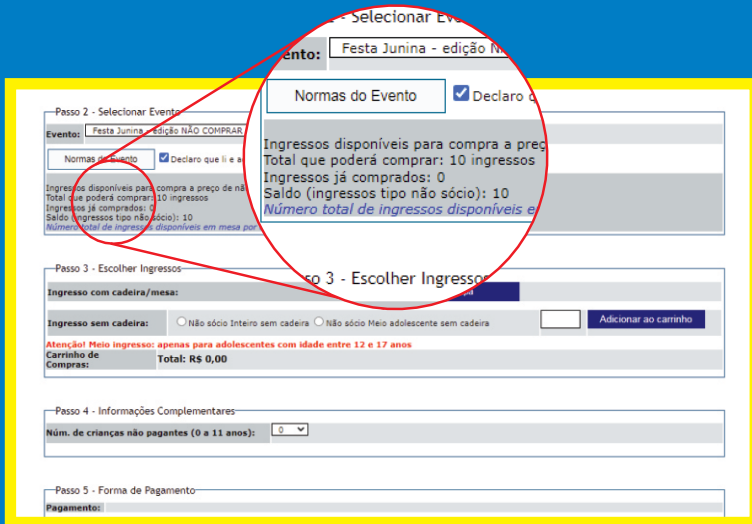 Passo 2 - Selecionar Evento
Evento: Festa Junina - edição NÃO COMPRAR
Normas do Evento Declaro que li e
Ingressos disponíveis para compra a preço de
Total que poderá comprar: 10 ingressos
Ingressos já comprados: 0
Saldo (ingressos tipo não sócio): 10
Número total de ingressos disponíveis em mesa por
- Selecionar
Festa Junina - edição
Normas do Evento Declaro
Ingressos disponíveis para compra a
Total que poderá comprar: 10 ingressos
Ingressos já comprados: 0
Saldo (ingressos tipo não sócio): 10
Número total de ingressos disponíveis
3 - Escolher Ingressos
Passo 3 - Escolher Ingressos
Ingresso com cadeira/mesa:
Ingresso sem cadeira: Não sócio Inteiro sem cadeira Não sócio Meio adolescente sem cadeira Adicionar ao carrinho
Atenção! Meio ingresso: apenas para adolescentes com idade entre 12 e 17 anos
Carrinho de Compras: Total: R$ 0,00
Passo 4 - Informações Complementares
Núm. de crianças não pagantes (0 a 11 anos): 0
Passo 5 - Forma de Pagamento
Pagamento: